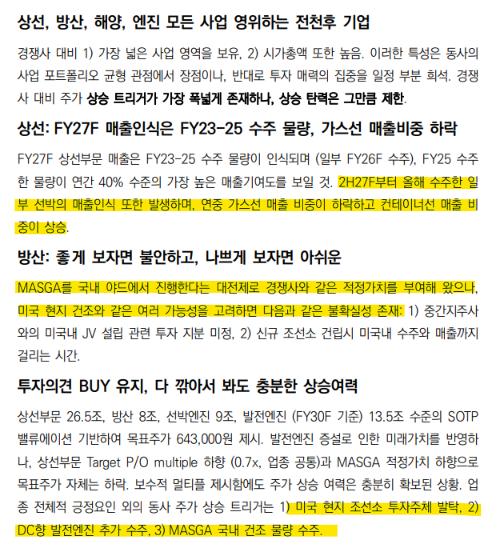 상선, 방산, 해양, 엔진 모든 사업 영위하는 전천후 기업
경쟁사 대비 1) 가장 넓은 사업 영역을 보유, 2) 시가총액 또한 높음. 이러한 특성은 동사의
사업 포트폴리오 균형 관점에서 장점이나, 반대로 투자 매력의 집중을 일정 부분 희석. 경쟁
사 대비 주가 상승 트리거가 가장 폭넓게 존재하나, 상승 탄력은 그만큼 제한.
상선: FY27F 매출인식은 FY23-25 수주 물량, 가스선 매출비중 하락
FY27F 상선부문 매출은 FY23-25 수주 물량이 인식되며 (일부 FY26F 수주), FY25 수주
한 물량이 연간 40% 수준의 가장 높은 매출기여도를 보일 것. 2H27F부터 올해 수주한 일
부 선박의 매출인식 또한 발생하며, 연중 가스선 매출 비중이 하락하고 컨테이너선 매출 비
중이 상승.
방산: 좋게 보자면 불안하고, 나쁘게 보자면 아쉬운
MASGA를 국내 야드에서 진행한다는 대전제로 경쟁사와 같은 적정가치를 부여해 왔으나,
미국 현지 건조와 같은 여러 가능성을 고려하면 다음과 같은 불확실성 존재: 1) 중간지주사
와의 미국내 JV 설립 관련 투자 지분 미정, 2) 신규 조선소 건립시 미국내 수주와 매출까지
걸리는 시간.
투자의견 BUY 유지, 다 깎아서 봐도 충분한 상승여력
상선부문 26.5조, 방산 8조, 선박엔진 9조, 발전엔진 (FY30F 기준) 13.5조 수준의 SOTP
밸류에이션 기반하여 목표주가 643,000원 제시. 발전엔진 증설로 인한 미래가치를 반영하
나, 상선부문 Target P/O multiple 하향 (0.7x, 업종 공통)과 MASGA 적정가치 하향으로
목표주가 자체는 하락. 보수적 멀티플 제시함에도 주가 상승 여력은 충분히 확보된 상황. 업
종 전체적 긍정요인 외의 동사 주가 상승 트리거는 1) 미국 현지 조선소 투자주체 발탁, 2)
DC향 발전엔진 추가 수주, 3) MASGA 국내 건조 물량 수주.